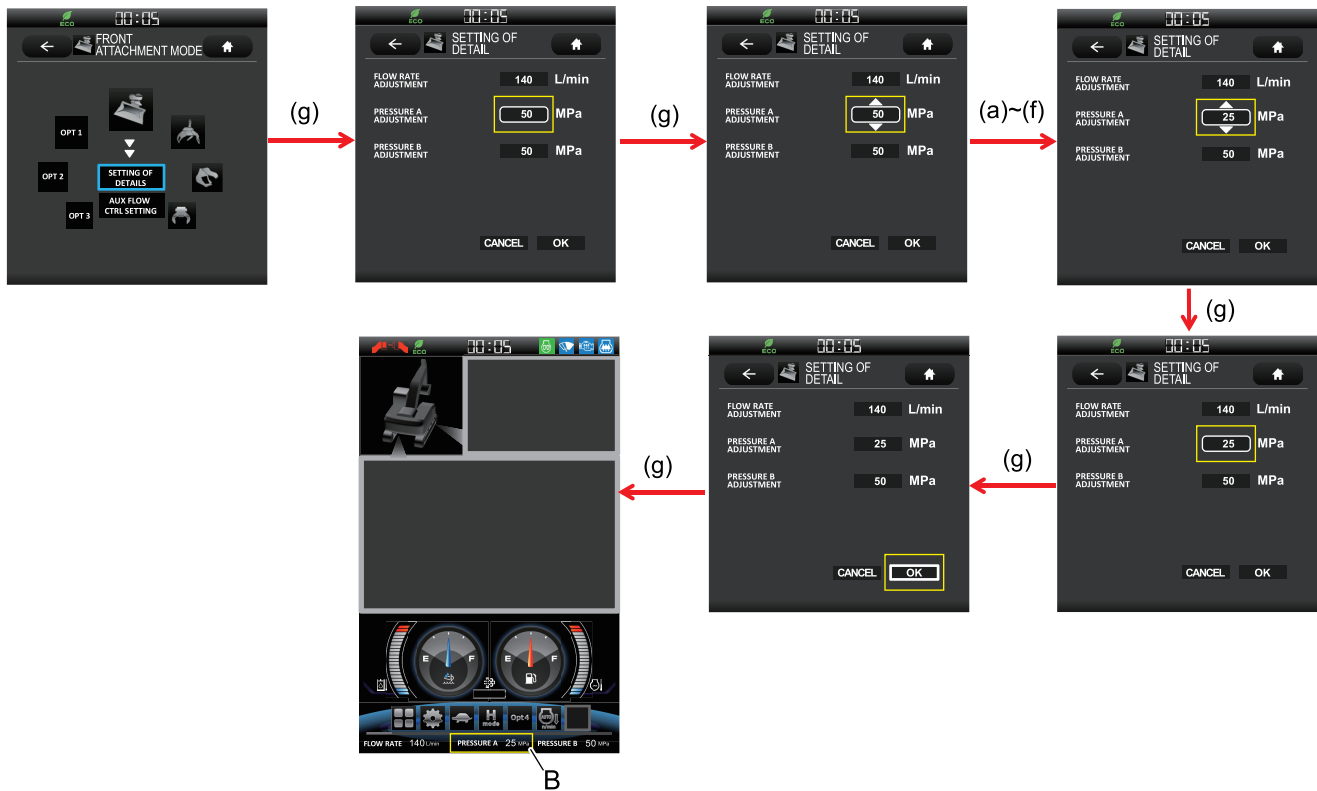 ECO 00:05
FRONT
ATTACHMENT MODE
OPT 1
OPT 2
SETTING OF
DETAILS
AUX FLOW
CTRL SETTING
OPT 3
(g)
ECO 00:05
SETTING OF
DETAIL
FLOW RATE
ADJUSTMENT
140 L/min
PRESSURE A
ADJUSTMENT
50 MPa
PRESSURE B
ADJUSTMENT
50 MPa
CANCEL OK
(g)
ECO 00:05
SETTING OF
DETAIL
FLOW RATE
ADJUSTMENT
140 L/min
PRESSURE A
ADJUSTMENT
50 MPa
PRESSURE B
ADJUSTMENT
50 MPa
CANCEL OK
(a)~(f)
ECO 00:05
SETTING OF
DETAIL
FLOW RATE
ADJUSTMENT
140 L/min
PRESSURE A
ADJUSTMENT
25 MPa
PRESSURE B
ADJUSTMENT
50 MPa
CANCEL OK
(g)
ECO 00:05
SETTING OF
DETAIL
FLOW RATE
ADJUSTMENT
140 L/min
PRESSURE A
ADJUSTMENT
25 MPa
PRESSURE B
ADJUSTMENT
50 MPa
CANCEL OK
(g)
ECO 00:05
SETTING OF
DETAIL
FLOW RATE
ADJUSTMENT
140 L/min
PRESSURE A
ADJUSTMENT
25 MPa
PRESSURE B
ADJUSTMENT
50 MPa
CANCEL OK
(g)
ECO 00:05
E F E F
H
mode
Opt 4
AUTO
n/min
FLOW RATE 140 L/min PRESSURE A 25 MPa PRESSURE B 50 MPa
B